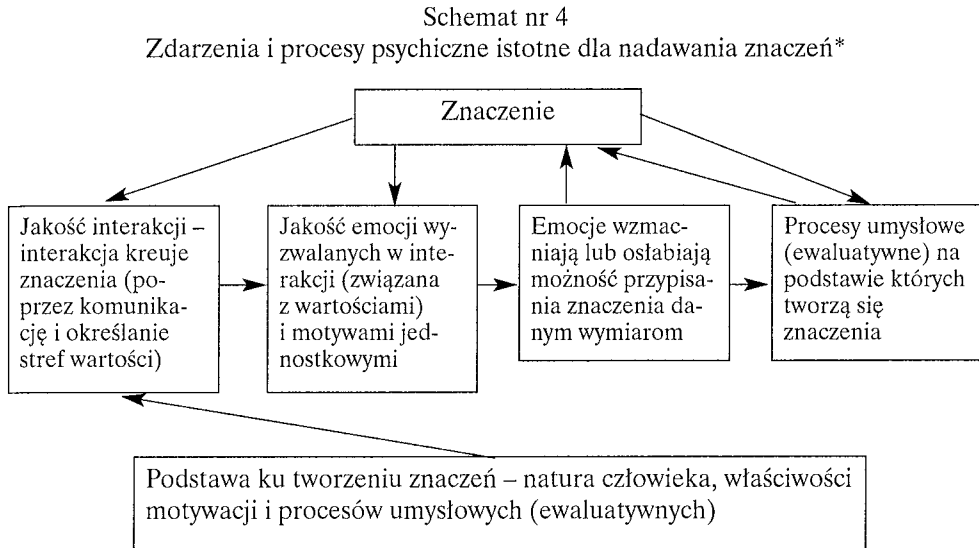 Schemat nr 4
Zdarzenia i procesy psychiczne istotne dla nadawania znaczeń*
Znaczenie
Jakość interakcji –
interakcja kreuje
znaczenia (po-
przez komunika-
cję i określanie
stref wartości)
Jakość emocji wy-
zwalanych w inte-
rakcji (związana
z wartościami)
i motywami jed-
nostkowymi
Emocje wzmac-
niają lub osłabiają
możność przypi-
sania znaczenia da-
nym wymiarom
Procesy umysłowe
(ewaluatywne) na
podstawie których
tworzą się
znaczenia
Podstawa ku tworzeniu znaczeń – natura człowieka, właściwości
motywacji i procesów umysłowych (ewaluatywnych)